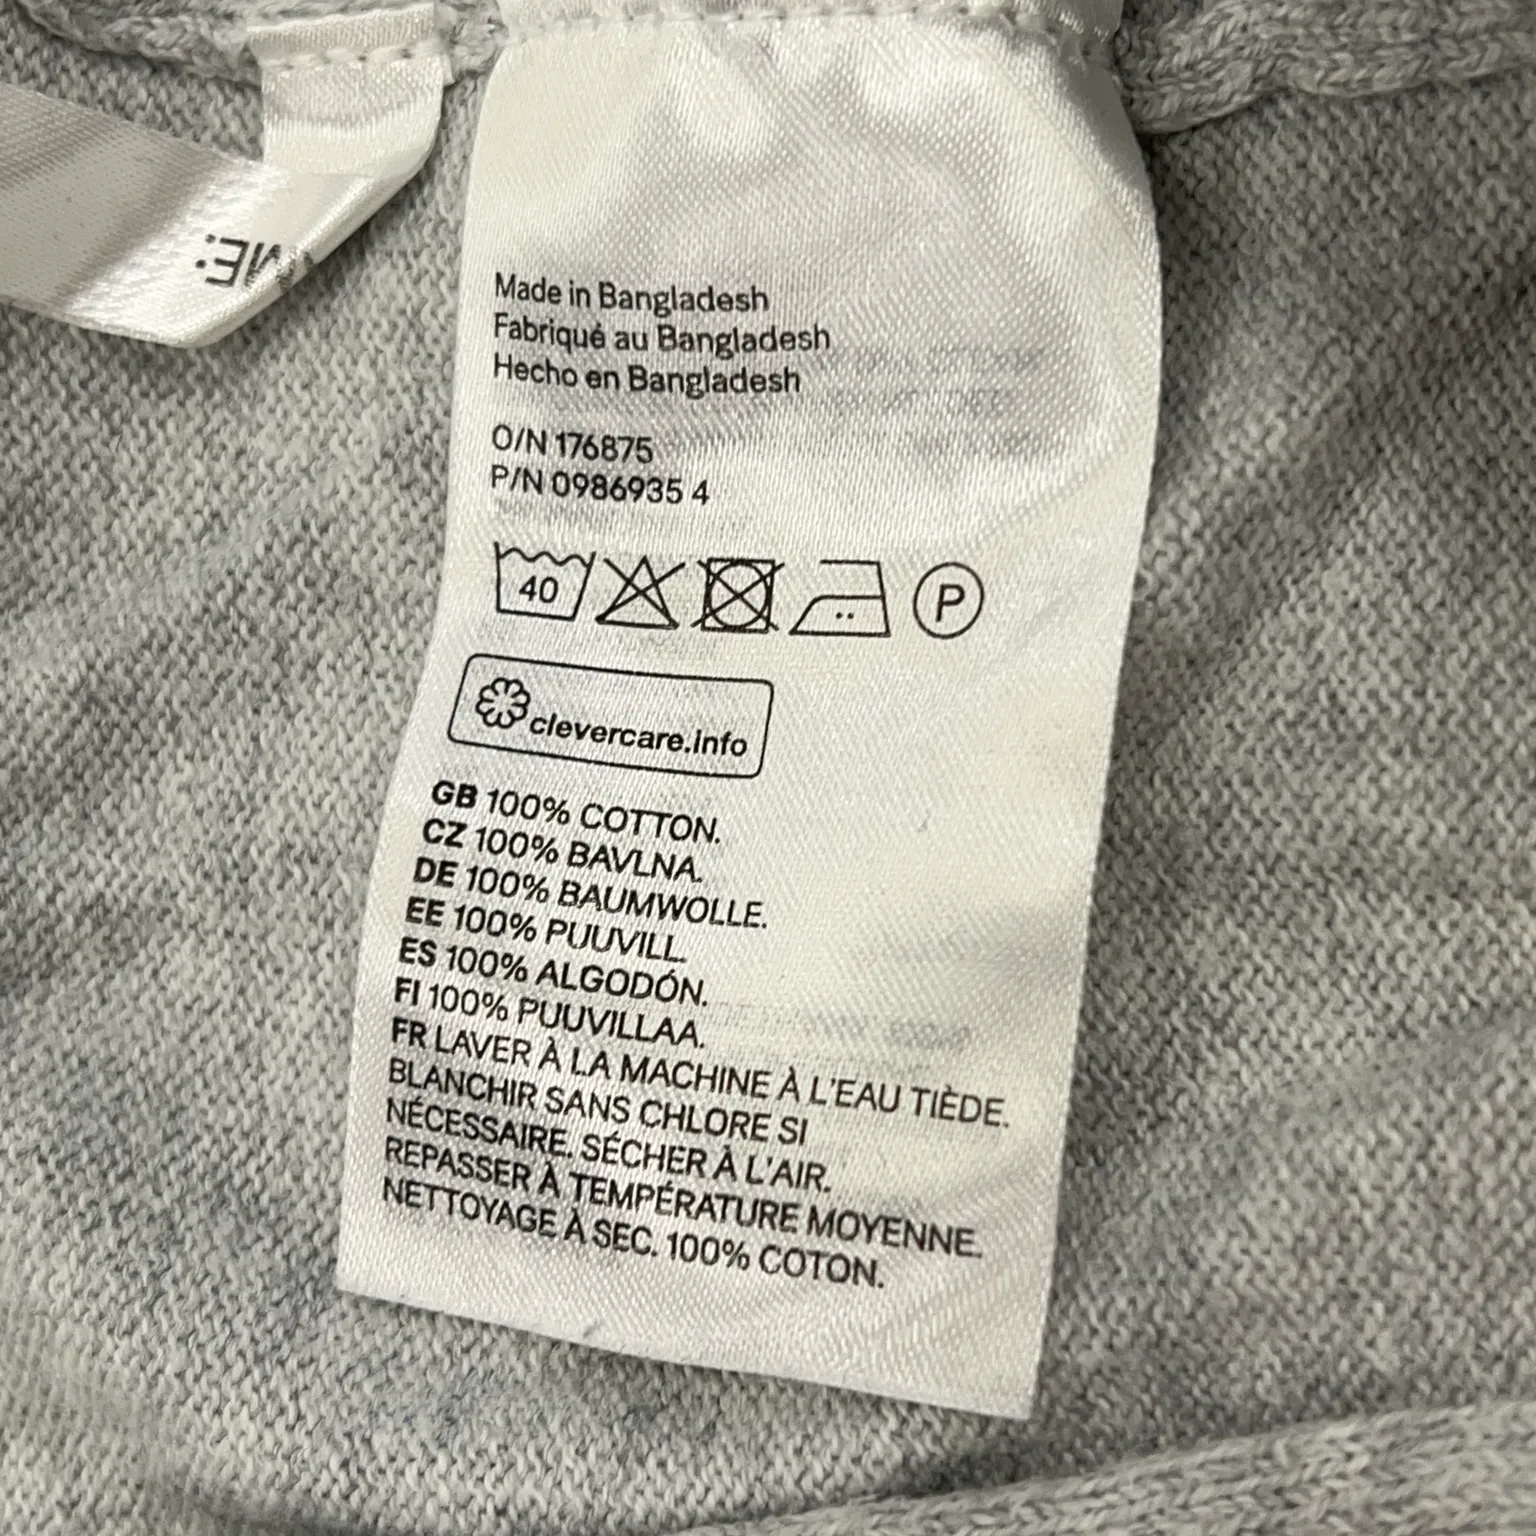 ME:
Made in Bangladesh
Fabriqué au Bangladesh
Hecho en Bangladesh
O/N 176875
P/N 0986935 4
40 P
clevercare.info
GB 100% COTTON.
CZ 100% BAVLNA.
DE 100% BAUMWOLLE.
EE 100% PUUVILL.
ES 100% ALGODÓN.
FI 100% PUUVILLAA.
FR LAVER À LA MACHINE À L'EAU TIÈDE.
BLANCHIR SANS CHLORE SI
NÉCESSAIRE. SÉCHER À L'AIR.
REPASSER À TEMPÉRATURE MOYENNE.
NETTOYAGE À SEC. 100% COTON.